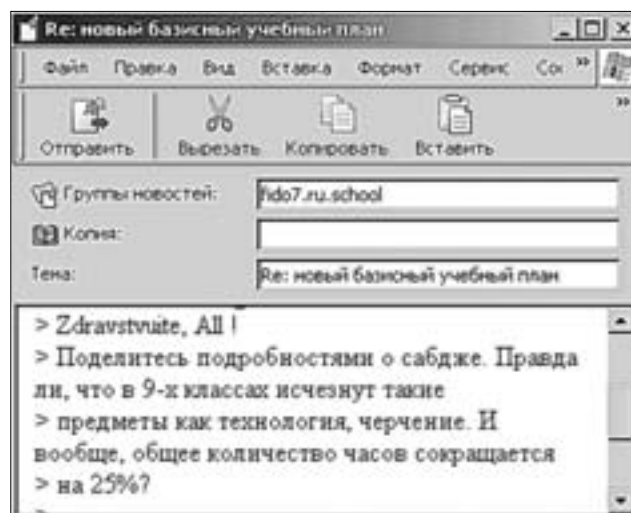 Re: новый базисный учебный план
Файл Правка Вид Вставка Формат Сервис Соо »
»
Отправить Вырезать Копировать Вставить
Группы новостей: fido7.ru.school
Копия:
Тема: Re: новый базисный учебный план
> Zdravstvuite, All !
> Поделитесь подробностями о сабдже. Правда
ли, что в 9-х классах исчезнут такие
> предметы как технология, черчение. И
вообще, общее количество часов сокращается
> на 25%?
>